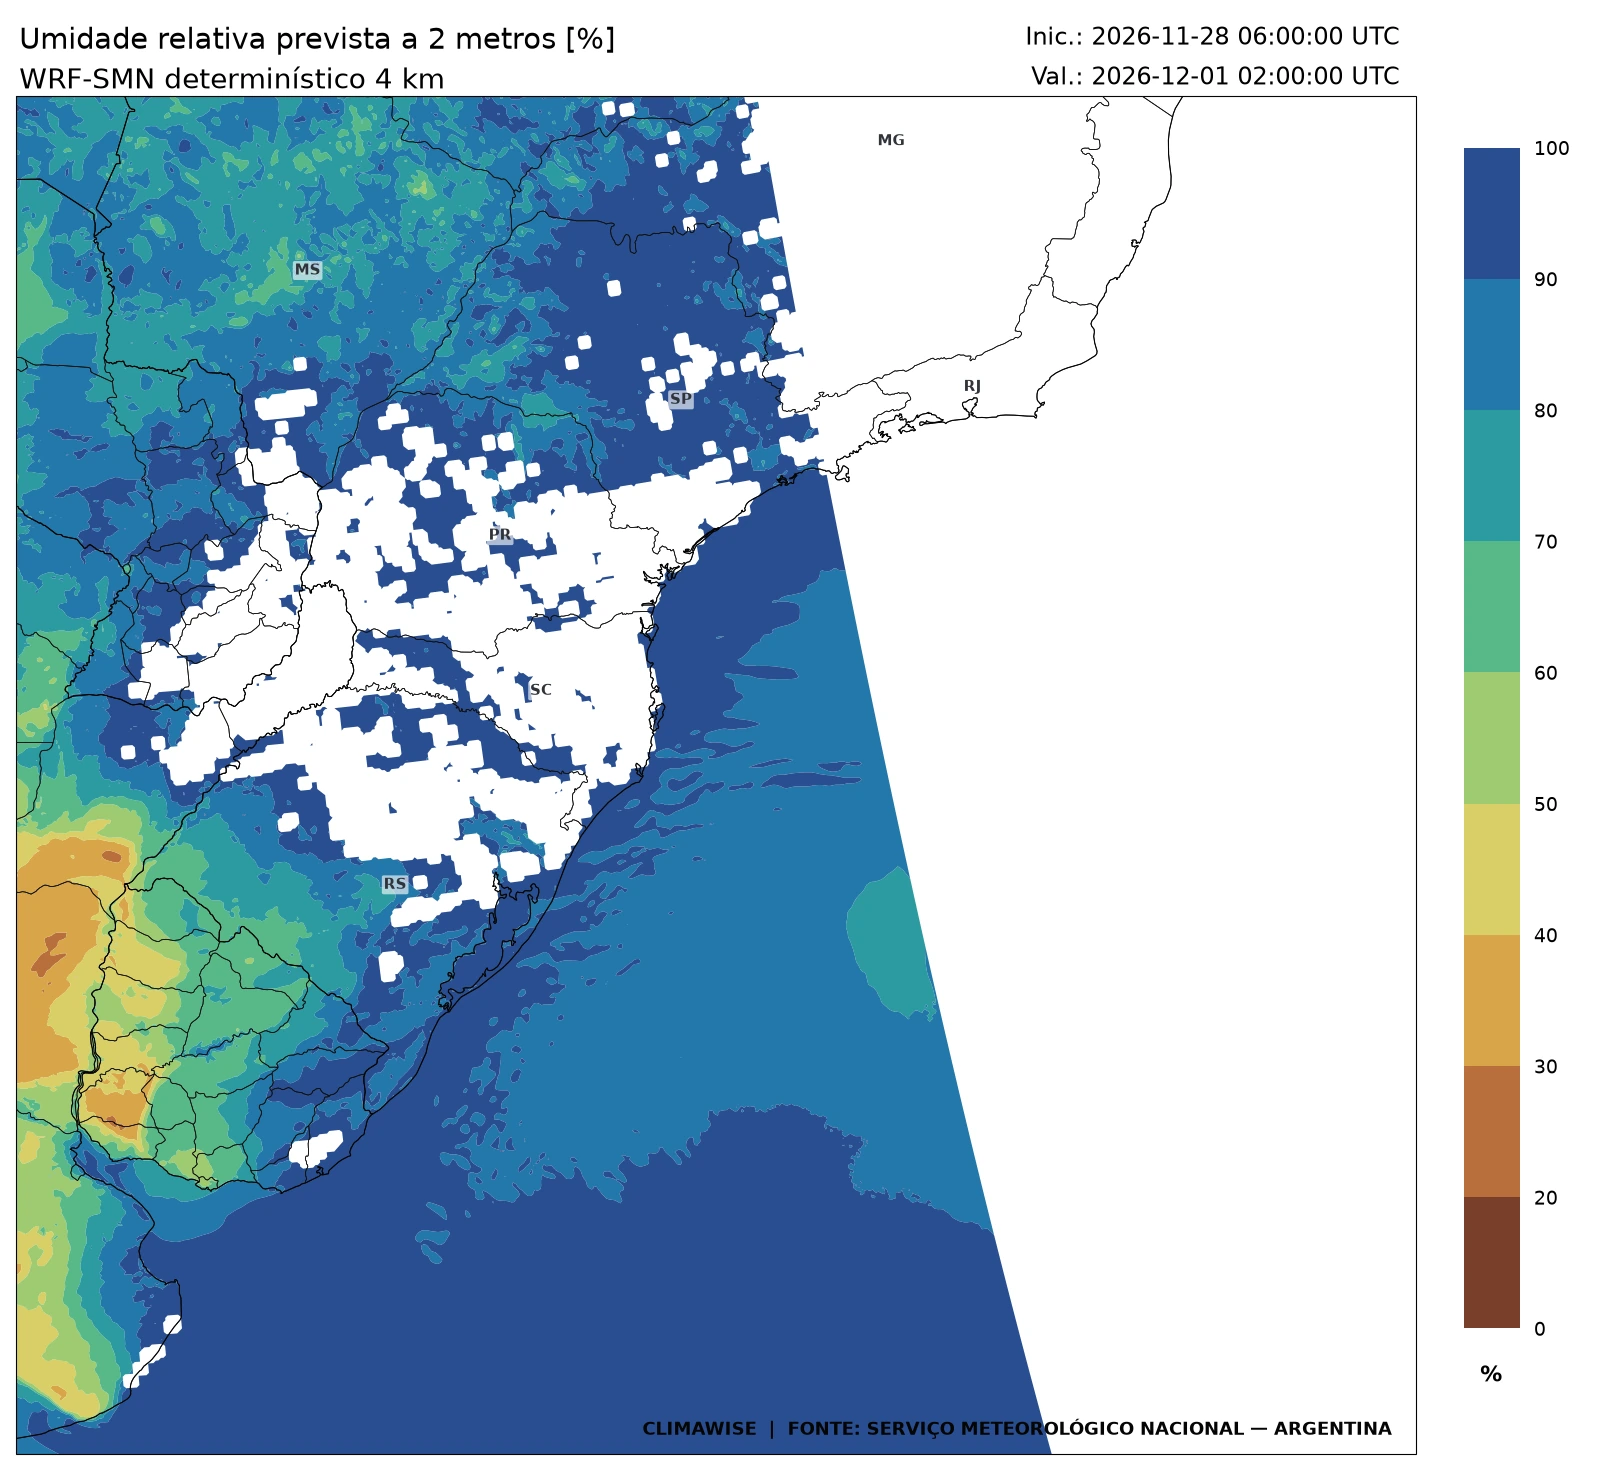 Umidade relativa prevista a 2 metros [%]
WRF-SMN determinístico 4 km
Inic.: 2026-11-28 06:00:00 UTC
Val.: 2026-12-01 02:00:00 UTC
MG
MS
RJ
SP
PR
SC
RS
100
90
80
70
60
50
40
30
20
0
%
CLIMAWISE | FONTE: SERVIÇO METEOROLÓGICO NACIONAL — ARGENTINA